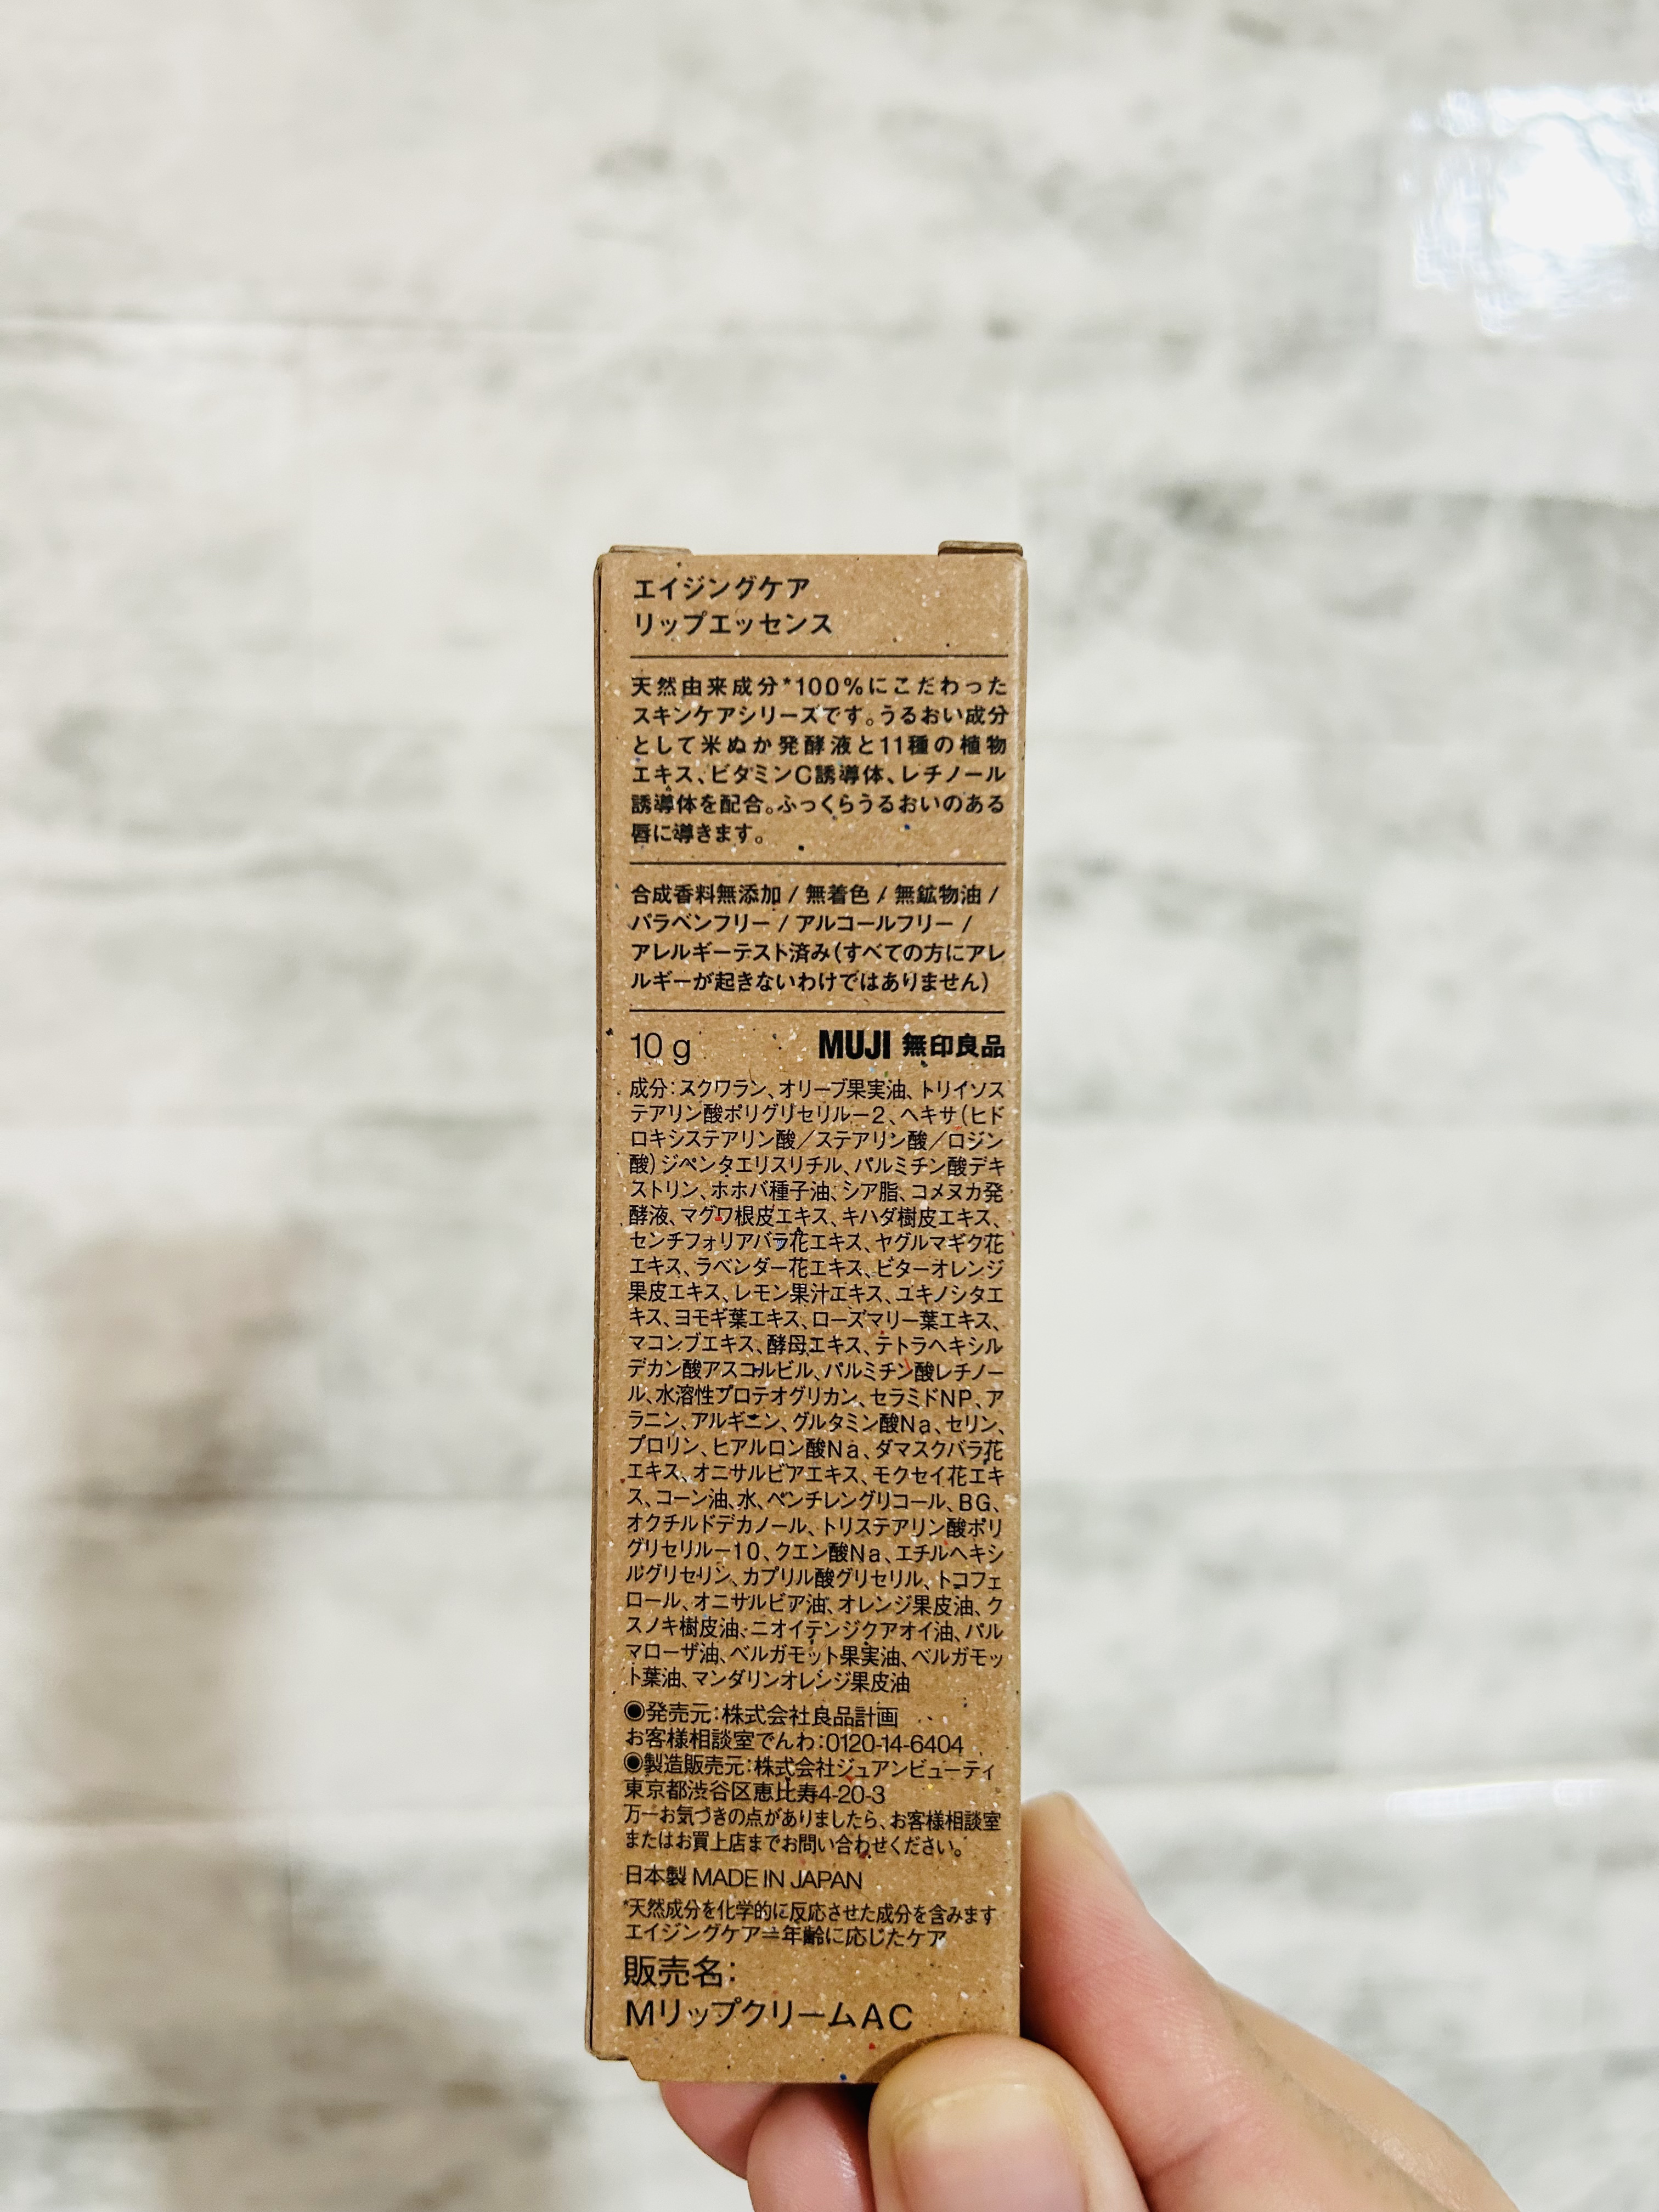 エイジングケア
リップエッセンス
天然由来成分*100%にこだわった
スキンケアシリーズです。うるおい成分
として米ぬか発酵液と11種の植物
エキス、ビタミンC誘導体、レチノール
誘導体を配合。ふっくらうるおいのある
唇に導きます。
合成香料無添加 / 無着色 / 無鉱物油 /
パラベンフリー / アルコールフリー /
アレルギーテスト済み(すべての方にアレ
ルギーが起きないわけではありません)
10 g MUJI 無印良品
成分:スクワラン、オリーブ果実油、トリイソス
テアリン酸ポリグリセリル−2、ヘキサ(ヒド
ロキシステアリン酸/ステアリン酸/ロジン
酸)ジペンタエリスリチル、パルミチン酸デキ
ストリン、ホホバ種子油、シア脂、コメヌカ発
酵液、マグワ根皮エキス、キハダ樹皮エキス、
センチフォリアバラ花エキス、ヤグルマギク花
エキス、ラベンダー花エキス、ビターオレンジ
果皮エキス、レモン果汁エキス、ユキノシタエ
キス、ヨモギ葉エキス、ローズマリー葉エキス、
マコンブエキス、酵母エキス、テトラヘキシル
デカン酸アスコルビル、パルミチン酸レチノー
ル、水溶性プロテオグリカン、セラミドNP、ア
ラニン、アルギニン、グルタミン酸Na、セリン、
プロリン、ヒアルロン酸Na、ダマスクバラ花
エキス、オニサルビアエキス、モクセイ花エキ
ス、コーン油、水、ペンチレングリコール、BG、
オクチルドデカノール、トリステアリン酸ポリ
グリセリル−10、クエン酸Na、エチルヘキシ
ルグリセリン、カプリル酸グリセリル、トコフェ
ロール、オニサルビア油、オレンジ果皮油、ク
スノキ樹皮油、ニオイテンジクアオイ油、パル
マローザ油、ベルガモット果実油、ベルガモッ
ト葉油、マンダリンオレンジ果皮油
◉発売元:株式会社良品計画
お客様相談室でんわ:0120-14-6404
◉製造販売元:株式会社ジュアンビューティ
東京都渋谷区恵比寿4-20-3
万一お気づきの点がありましたら、お客様相談室
またはお買上店までお問い合わせください。
日本製 MADE IN JAPAN
*天然成分を化学的に反応させた成分を含みます
エイジングケア=年齢に応じたケア
販売名:
MリップクリームAC